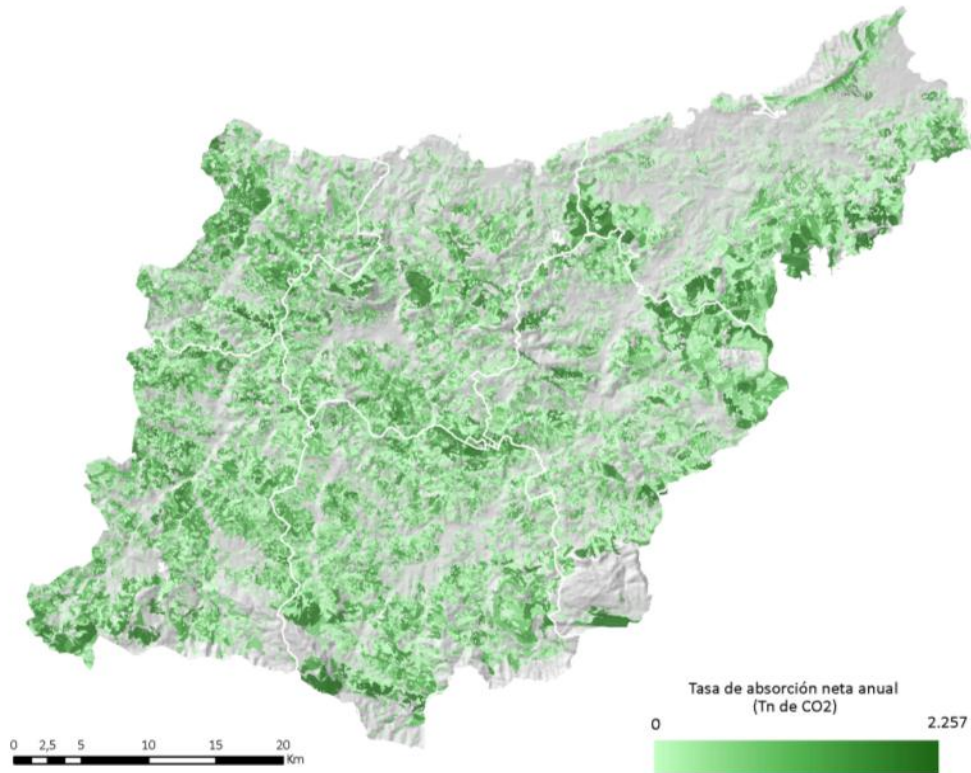 Tasa de absorción neta anual
(Tn de CO2)
0 2.257
0 2,5 5 10 15 20
Km